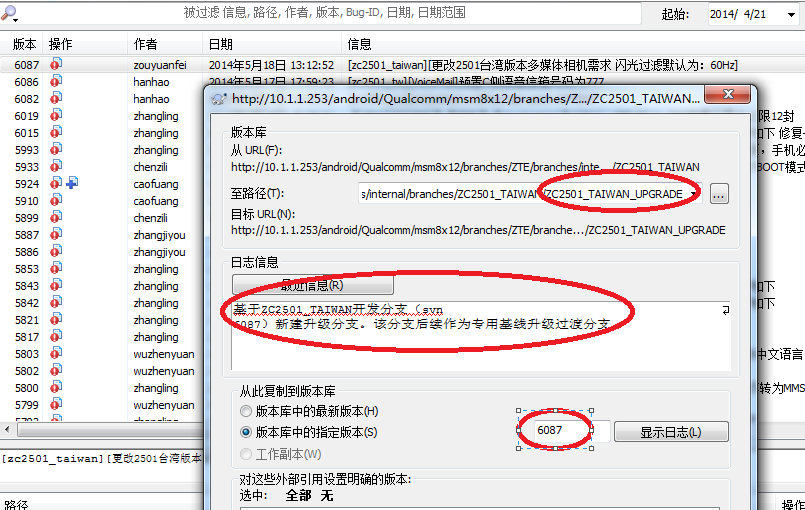 被过滤 信息, 路径, 作者, 版本, Bug-ID, 日期, 日期范围
起始: 2014/ 4/21
版本 操作 作者 日期 信息
6087 zouyuanfei 2014年5月18日 13:12:52 [zc2501_taiwan][更改2501台湾版本多媒体相机需求 闪光过滤默认为: 60Hz]
6086 hanhao 2014年5月17日 17:59:23 [zc2501_tw][VoiceMail]预置C侧语音信箱号码为777
6082 hanhao
6019 zhangling 限12封
6015 zhangling 如下 修复
5993 zhangling 手机必
5933 chenzili BOOT模式
5924 caofuang
5910 caofuang
5899 chenzili
5887 zhangjiyou
5886 zhangjiyou
5853 zhangling
5843 zhangling 如下
5842 zhangling 如下
5821 zhangling
5817 zhangling
5803 wuzhenyuan 中文语言
5802 wuzhenyuan
5800 zhangling 转为MMS
5799 wuzhenyuan
5793
[zc2501_taiwan][更改2501台湾版本
路径
操作
http://10.1.1.253/android/Qualcomm/msm8x12/branches/Z.../ZC2501_TAIWAN...
版本库
从 URL(F):
http://10.1.1.253/android/Qualcomm/msm8x12/branches/ZTE/branches/inte.../ZC2501_TAIWAN
至路径(T): s/internal/branches/ZC2501_TAIWAN/ZC2501_TAIWAN_UPGRADE ...
目标 URL(N):
http://10.1.1.253/android/Qualcomm/msm8x12/branches/ZTE/branche.../ZC2501_TAIWAN_UPGRADE
日志信息
最近信息(R)
基于ZC2501_TAIWAN开发分支（svn
6087）新建升级分支。该分支后续作为专用基线升级过渡分支
从此复制到版本库
版本库中的最新版本(H)
版本库中的指定版本(S) 6087 显示日志(L)
工作副本(W)
对这些外部引用设置明确的版本:
选中: 全部 无